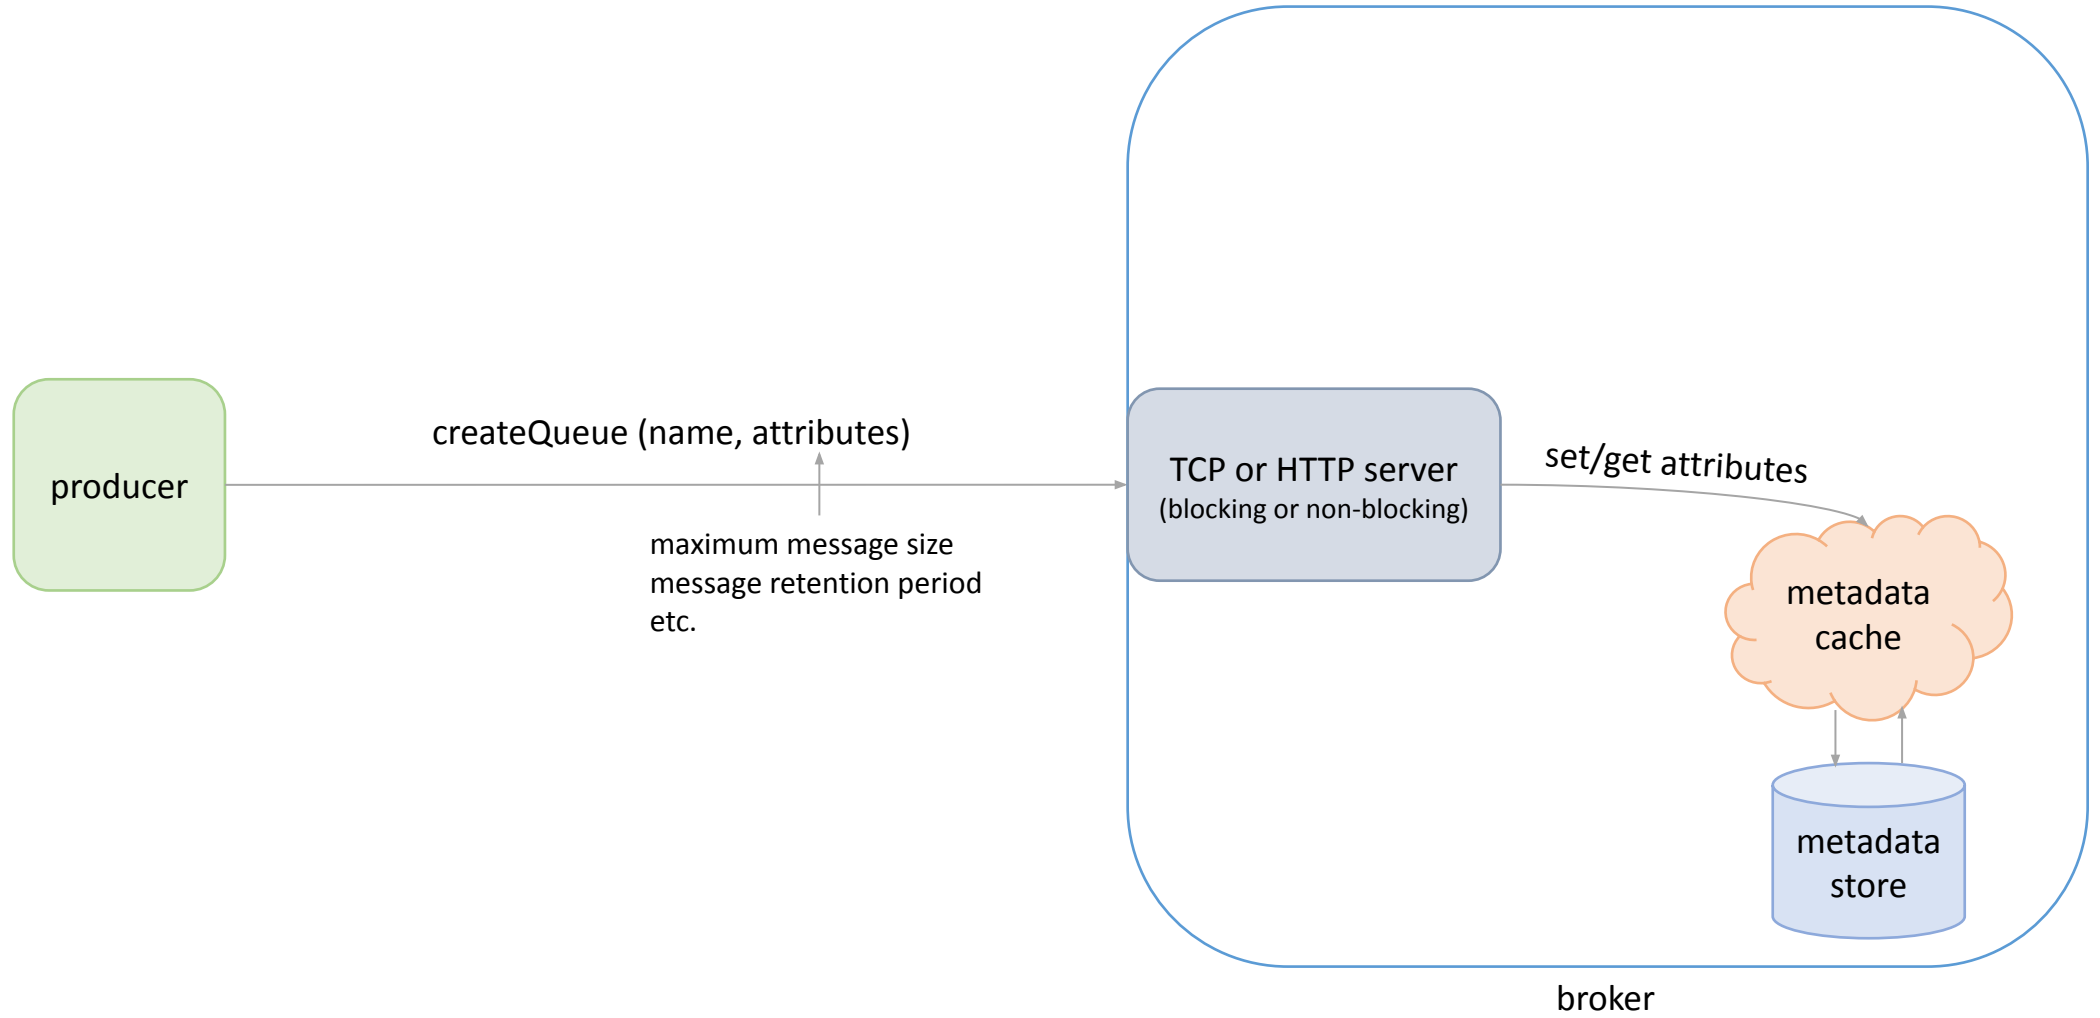 producer
createQueue (name, attributes)
maximum message size
message retention period
etc.
TCP or HTTP server
(blocking or non-blocking)
set/get attributes
metadata
cache
metadata
store
broker